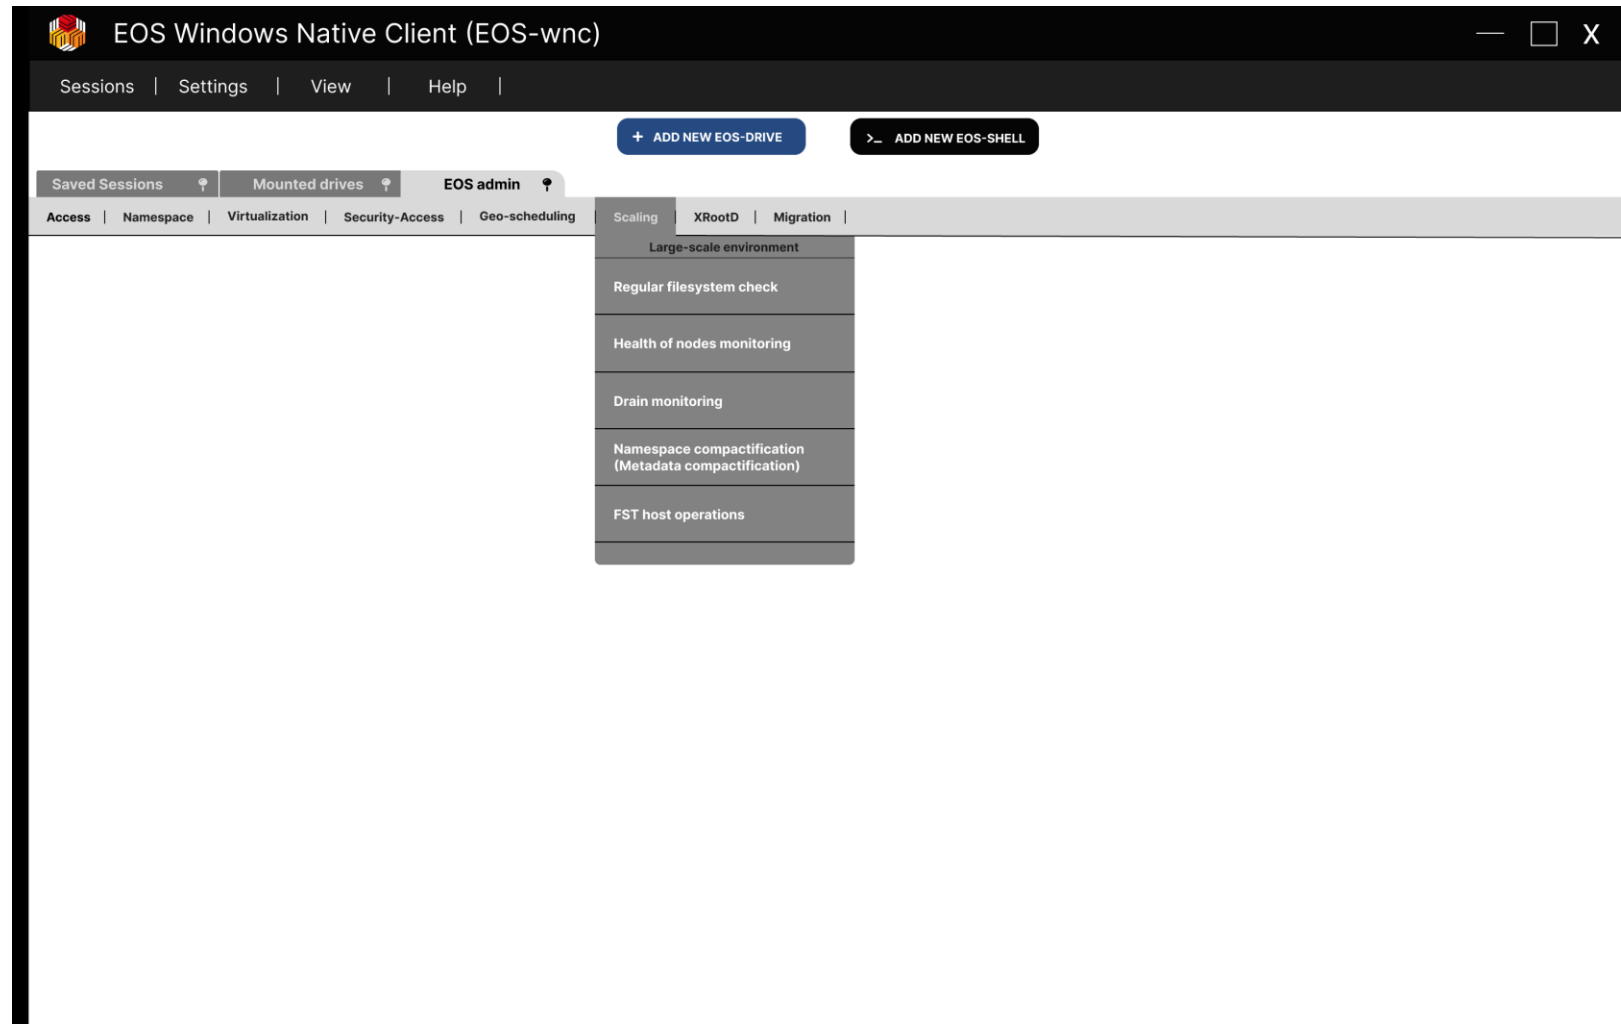 EOS Windows Native Client (EOS-wnc)
Sessions | Settings | View | Help |
+ ADD NEW EOS-DRIVE >_ ADD NEW EOS-SHELL
Saved Sessions Mounted drives EOS admin
Access | Namespace | Virtualization | Security-Access | Geo-scheduling | Scaling | XRootD | Migration |
Large-scale environment
Regular filesystem check
Health of nodes monitoring
Drain monitoring
Namespace compactification
(Metadata compactification)
FST host operations